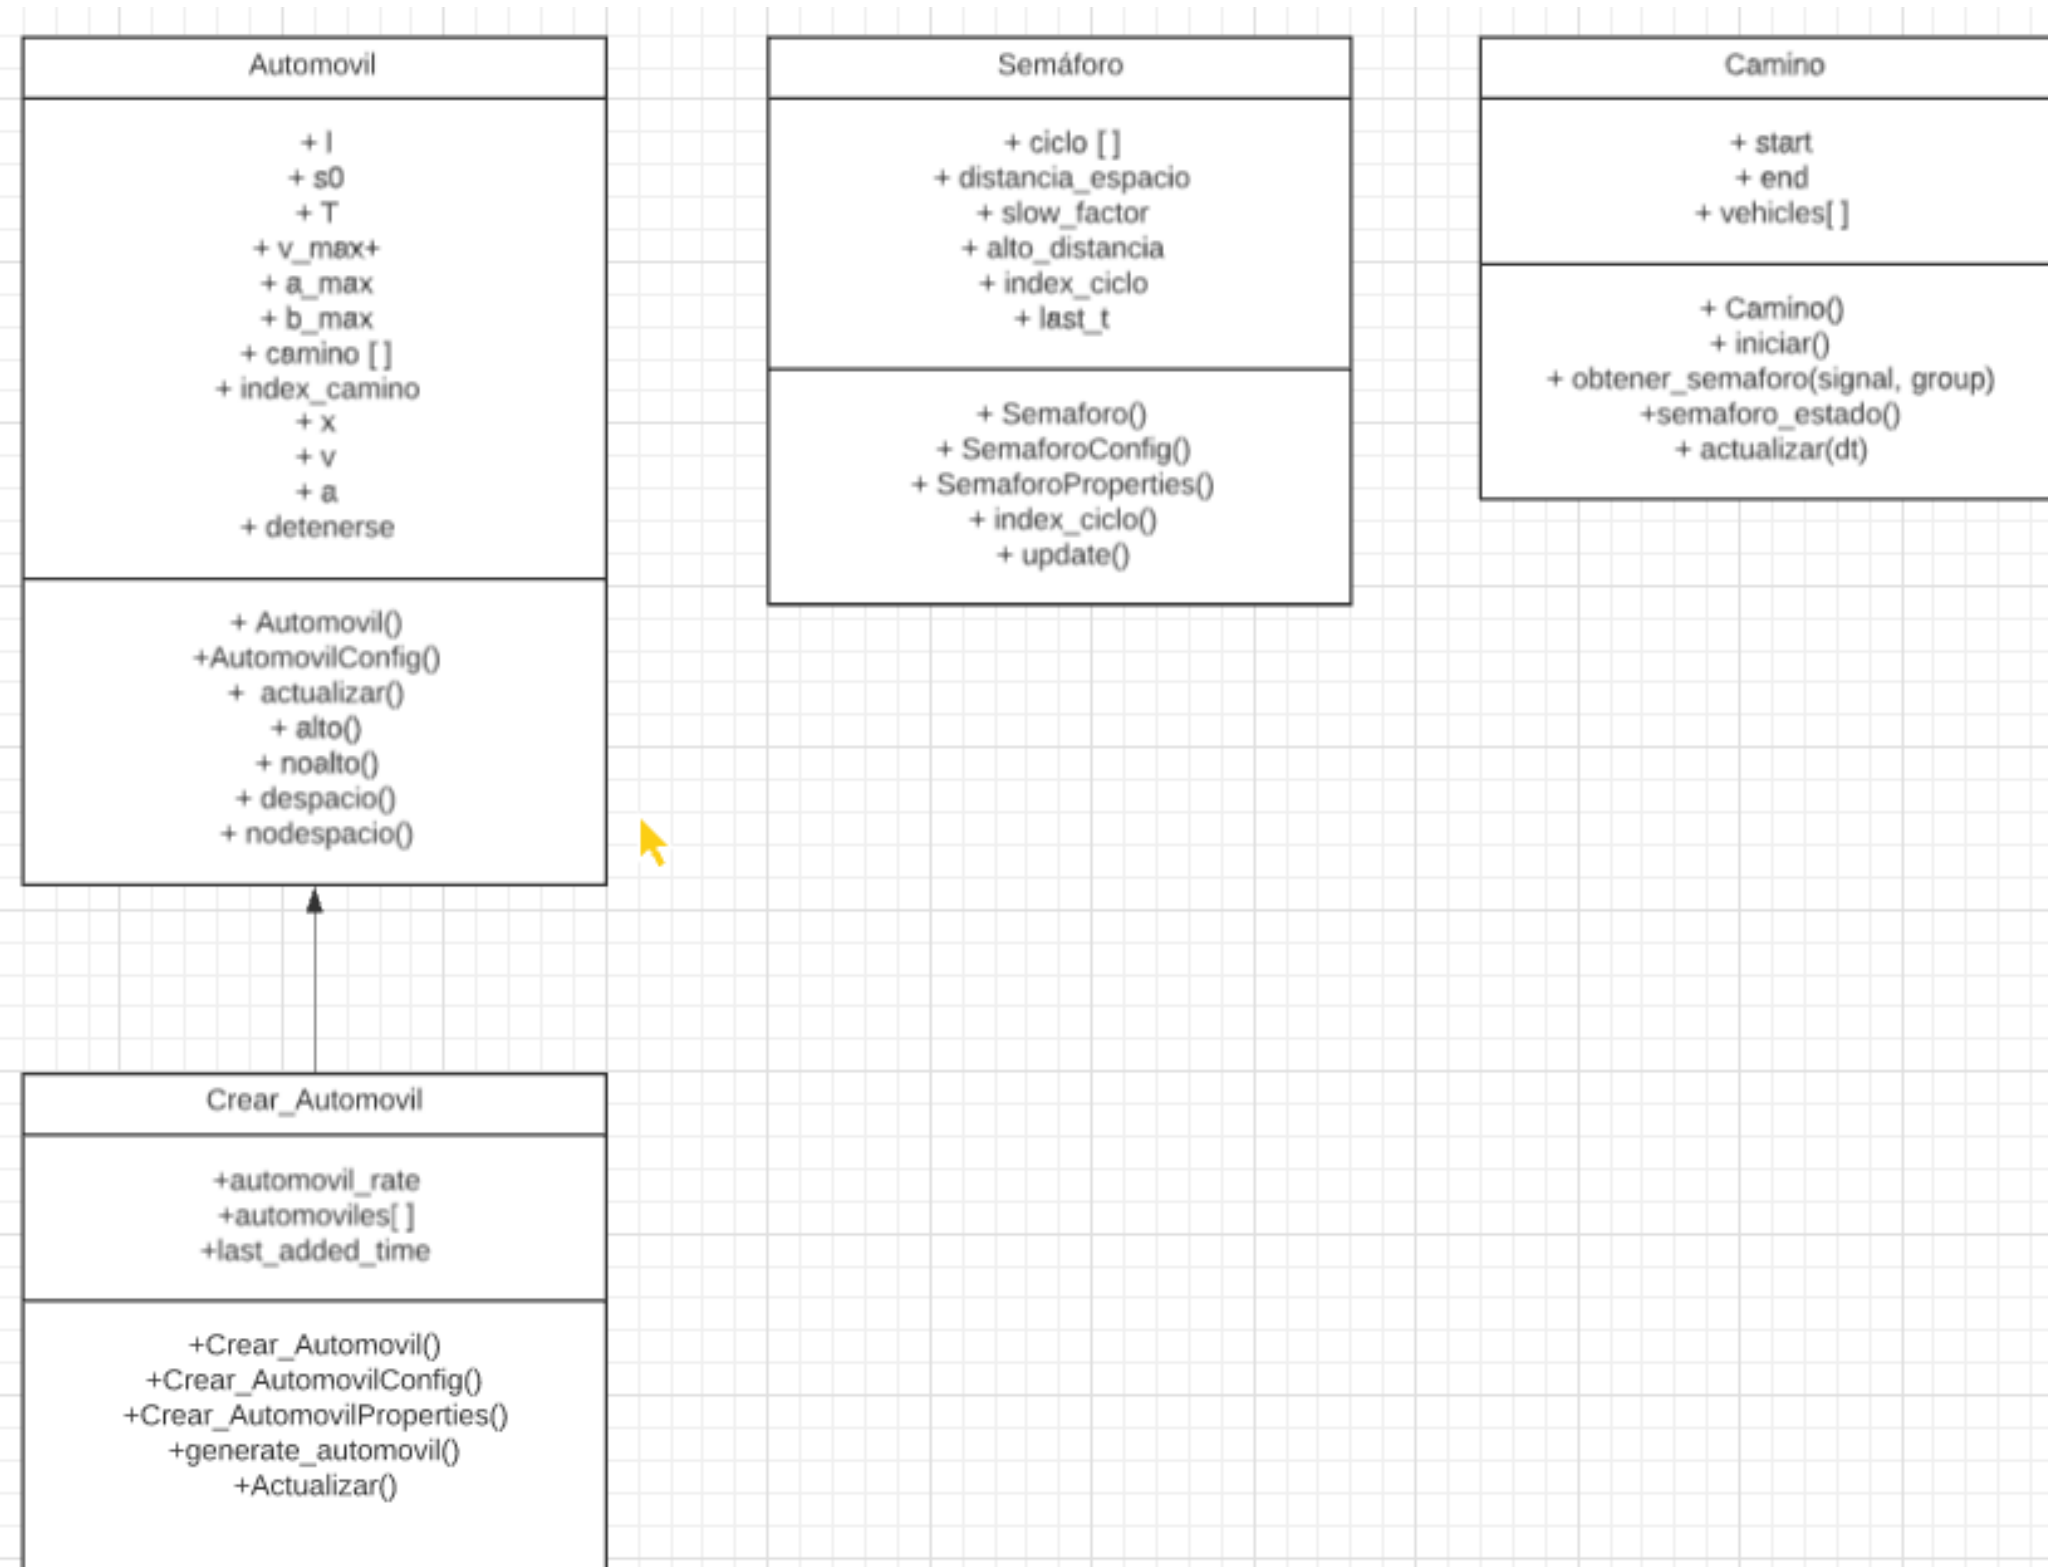 Automovil
+ l
+ s0
+ T
+ v_max+
+ a_max
+ b_max
+ camino [ ]
+ index_camino
+ x
+ v
+ a
+ detenerse
+ Automovil()
+AutomovilConfig()
+ actualizar()
+ alto()
+ noalto()
+ despacio()
+ nodespacio()
Semáforo
+ ciclo [ ]
+ distancia_espacio
+ slow_factor
+ alto_distancia
+ index_ciclo
+ last_t
+ Semaforo()
+ SemaforoConfig()
+ SemaforoProperties()
+ index_ciclo()
+ update()
Camino
+ start
+ end
+ vehicles[ ]
+ Camino()
+ iniciar()
+ obtener_semaforo(signal, group)
+semaforo_estado()
+ actualizar(dt)
Crear_Automovil
+automovil_rate
+automoviles[ ]
+last_added_time
+Crear_Automovil()
+Crear_AutomovilConfig()
+Crear_AutomovilProperties()
+generate_automovil()
+Actualizar()